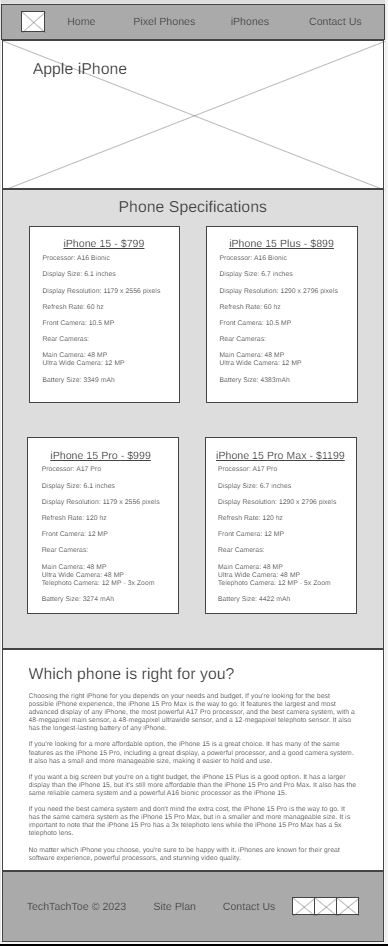 Home Pixel Phones iPhones Contact Us
Apple iPhone
Phone Specifications
iPhone 15 - $799
Processor: A16 Bionic
Display Size: 6.1 inches
Display Resolution: 1179 x 2556 pixels
Refresh Rate: 60 hz
Front Camera: 10.5 MP
Rear Cameras:
Main Camera: 48 MP
Ultra Wide Camera: 12 MP
Battery Size: 3349 mAh
iPhone 15 Plus - $899
Processor: A16 Bionic
Display Size: 6.7 inches
Display Resolution: 1290 x 2796 pixels
Refresh Rate: 60 hz
Front Camera: 10.5 MP
Rear Camera:
Main Camera: 48 MP
Ultra Wide Camera: 12 MP
Battery Size: 4383mAh
iPhone 15 Pro - $999
Processor: A17 Pro
Display Size: 6.1 inches
Display Resolution: 1179 x 2556 pixels
Refresh Rate: 120 hz
Front Camera: 12 MP
Rear Cameras:
Main Camera: 48 MP
Ultra Wide Camera: 48 MP
Telephoto Camera: 12 MP - 3x Zoom
Battery Size: 3274 mAh
iPhone 15 Pro Max - $1199
Processor: A17 Pro
Display Size: 6.7 inches
Display Resolution: 1290 x 2796 pixels
Refresh Rate: 120 hz
Front Camera: 12 MP
Rear Cameras:
Main Camera: 48 MP
Ultra Wide Camera: 48 MP
Telephoto Camera: 12 MP - 5x Zoom
Battery Size: 4422 mAh
Which phone is right for you?
Choosing the right iPhone for you depends on your needs and budget. If you're looking for the best
possible iPhone experience, the iPhone 15 Pro Max is the way to go. It features the largest and most
advanced display of any iPhone, the most powerful A17 Pro processor, and the best camera system, with a
48-megapixel main sensor, a 48-megapixel ultrawide sensor, and a 12-megapixel telephoto sensor. It also
has the longest-lasting battery of any iPhone.
If you're looking for a more affordable option, the iPhone 15 is a great choice. It has many of the same
features as the iPhone 15 Pro, including a great display, a powerful processor, and a good camera system.
It also has a small and more manageable size, making it easier to hold and use.
If you want a big screen but you're on a tight budget, the iPhone 15 Plus is a good option. It has a larger
display than the iPhone 15, but it's still more affordable than the iPhone 15 Pro and Pro Max. It also has the
same reliable camera system and a powerful A16 bionic processor as the iPhone 15.
If you need the best camera system and don't mind the extra cost, the iPhone 15 Pro is the way to go. It
has the same camera system as the iPhone 15 Pro Max, but in a smaller and more manageable size. It is
important to note that the iPhone 15 Pro has a 3x telephoto lens while the iPhone 15 Pro Max has a 5x
telephoto lens.
No matter which iPhone you choose, you're sure to be happy with it. iPhones are known for their great
software experience, powerful processors, and stunning video quality.
TechTachToe © 2023 Site Plan Contact Us